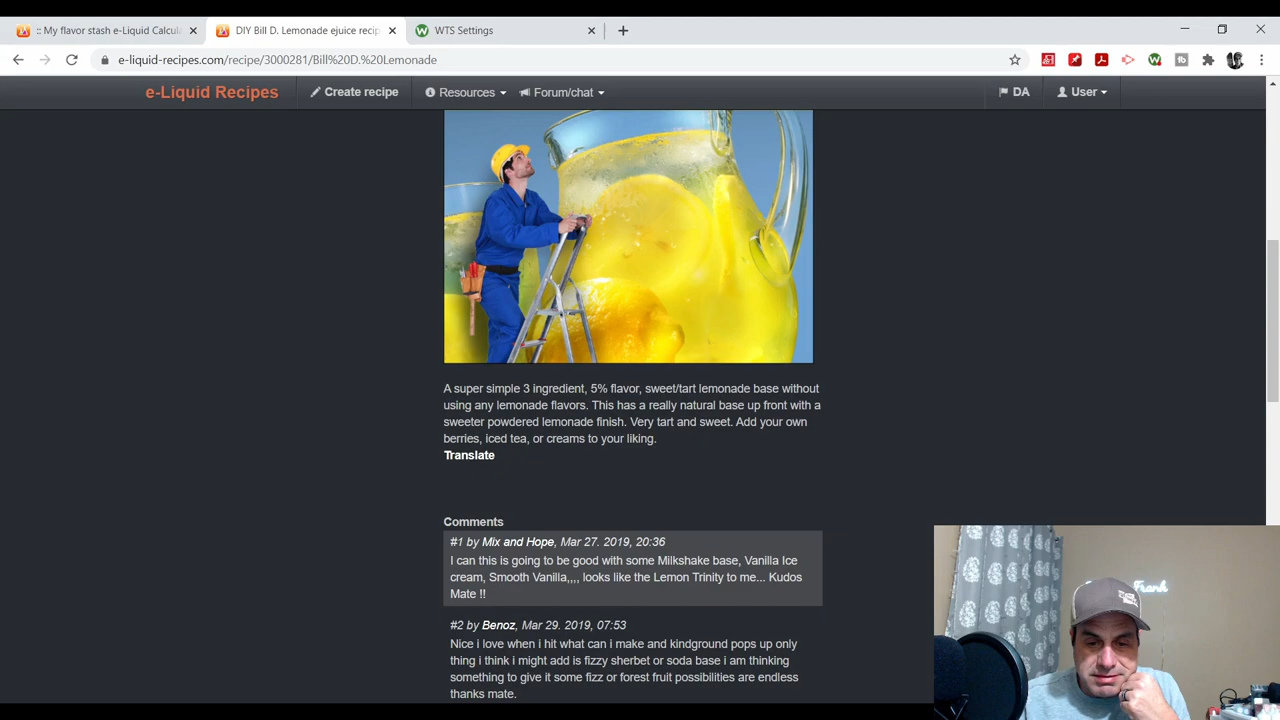 :: My flavor stash e-Liquid Calcul
DIY Bill D. Lemonade ejuice recip
WTS Settings
e-liquid-recipes.com/recipe/3000281/Bill%20D.%20Lemonade
e-Liquid Recipes
Create recipe
Resources
Forum/chat
DA
User
A super simple 3 ingredient, 5% flavor, sweet/tart lemonade base without
using any lemonade flavors. This has a really natural base up front with a
sweeter powdered lemonade finish. Very tart and sweet. Add your own
berries, iced tea, or creams to your liking.
Translate
Comments
#1 by Mix and Hope, Mar 27. 2019, 20:36
I can this is going to be good with some Milkshake base, Vanilla Ice
cream, Smooth Vanilla,,,, looks like the Lemon Trinity to me... Kudos
Mate !!
#2 by Benoz, Mar 29. 2019, 07:53
Nice i love when i hit what can i make and kindground pops up only
thing i think i might add is fizzy sherbet or soda base i am thinking
something to give it some fizz or forest fruit possibilities are endless
thanks mate.
Frank